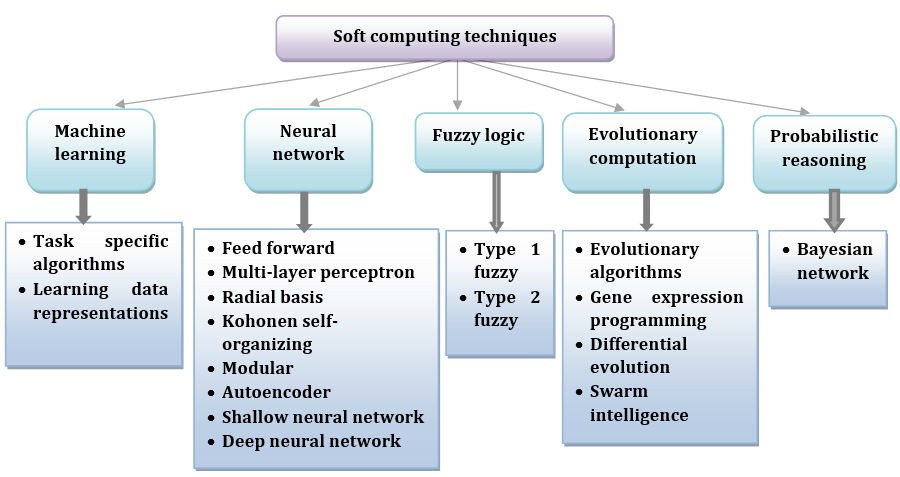 Soft computing techniques
Machine
learning
Neural
network
Fuzzy logic
Evolutionary
computation
Probabilistic
reasoning
• Task specific
algorithms
• Learning data
representations
• Feed forward
• Multi-layer perceptron
• Radial basis
• Kohonen self-
organizing
• Modular
• Autoencoder
• Shallow neural network
• Deep neural network
• Type 1
fuzzy
• Type 2
fuzzy
• Evolutionary
algorithms
• Gene expression
programming
• Differential
evolution
• Swarm
intelligence
• Bayesian
network